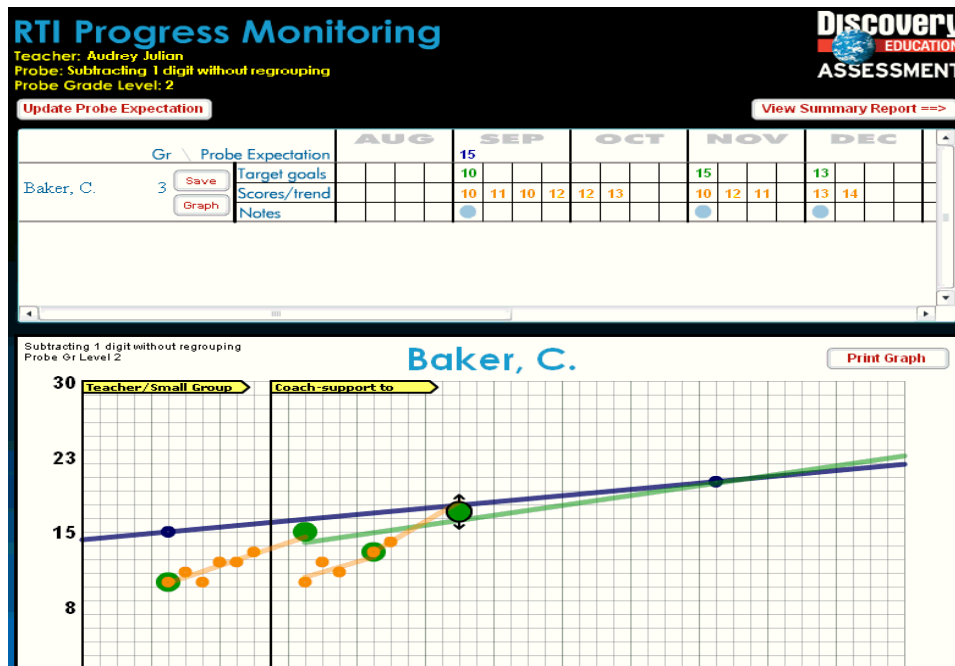 RTI Progress Monitoring
Discovery
EDUCATION
ASSESSMENT
Teacher: Audrey Julian
Probe: Subtracting 1 digit without regrouping
Probe Grade Level: 2
Update Probe Expectation
View Summary Report ==>
AUG SEP OCT NOV DEC
Gr \ Probe Expectation 15
Baker, C. 3 Save Graph
Target goals 10 15 13
Scores/trend 10 11 10 12 12 13 10 12 11 13 14
Notes
Subtracting 1 digit without regrouping
Probe Gr Level 2
Baker, C.
Print Graph
30
Teacher/Small Group Coach-support to
23
15
8